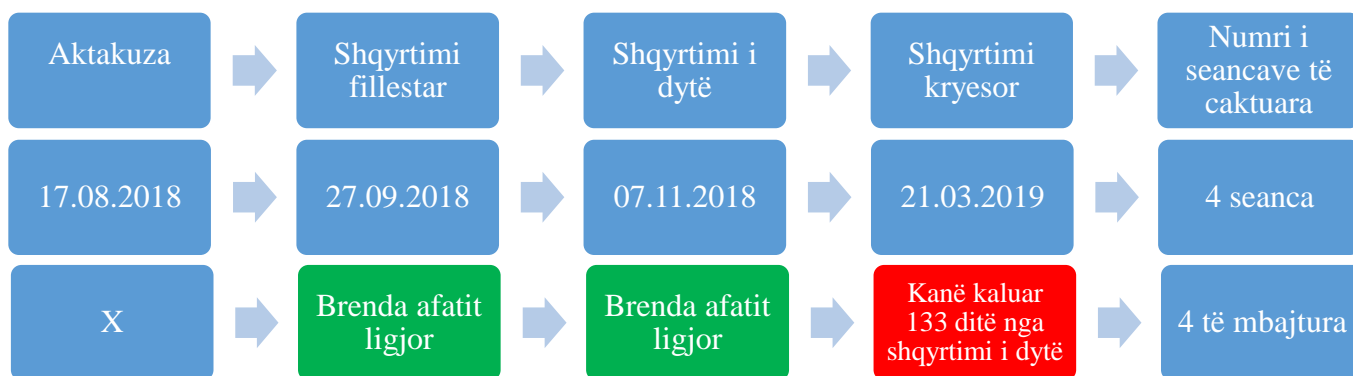 Aktakuza
Shqyrtimi
fillestar
Shqyrtimi i
dytë
Shqyrtimi
kryesor
Numri i
seancave të
caktuara
17.08.2018
27.09.2018
07.11.2018
21.03.2019
4 seanca
X
Brenda afatit
ligjor
Brenda afatit
ligjor
Kanë kaluar
133 ditë nga
shqyrtimi i dytë
4 të mbajtura